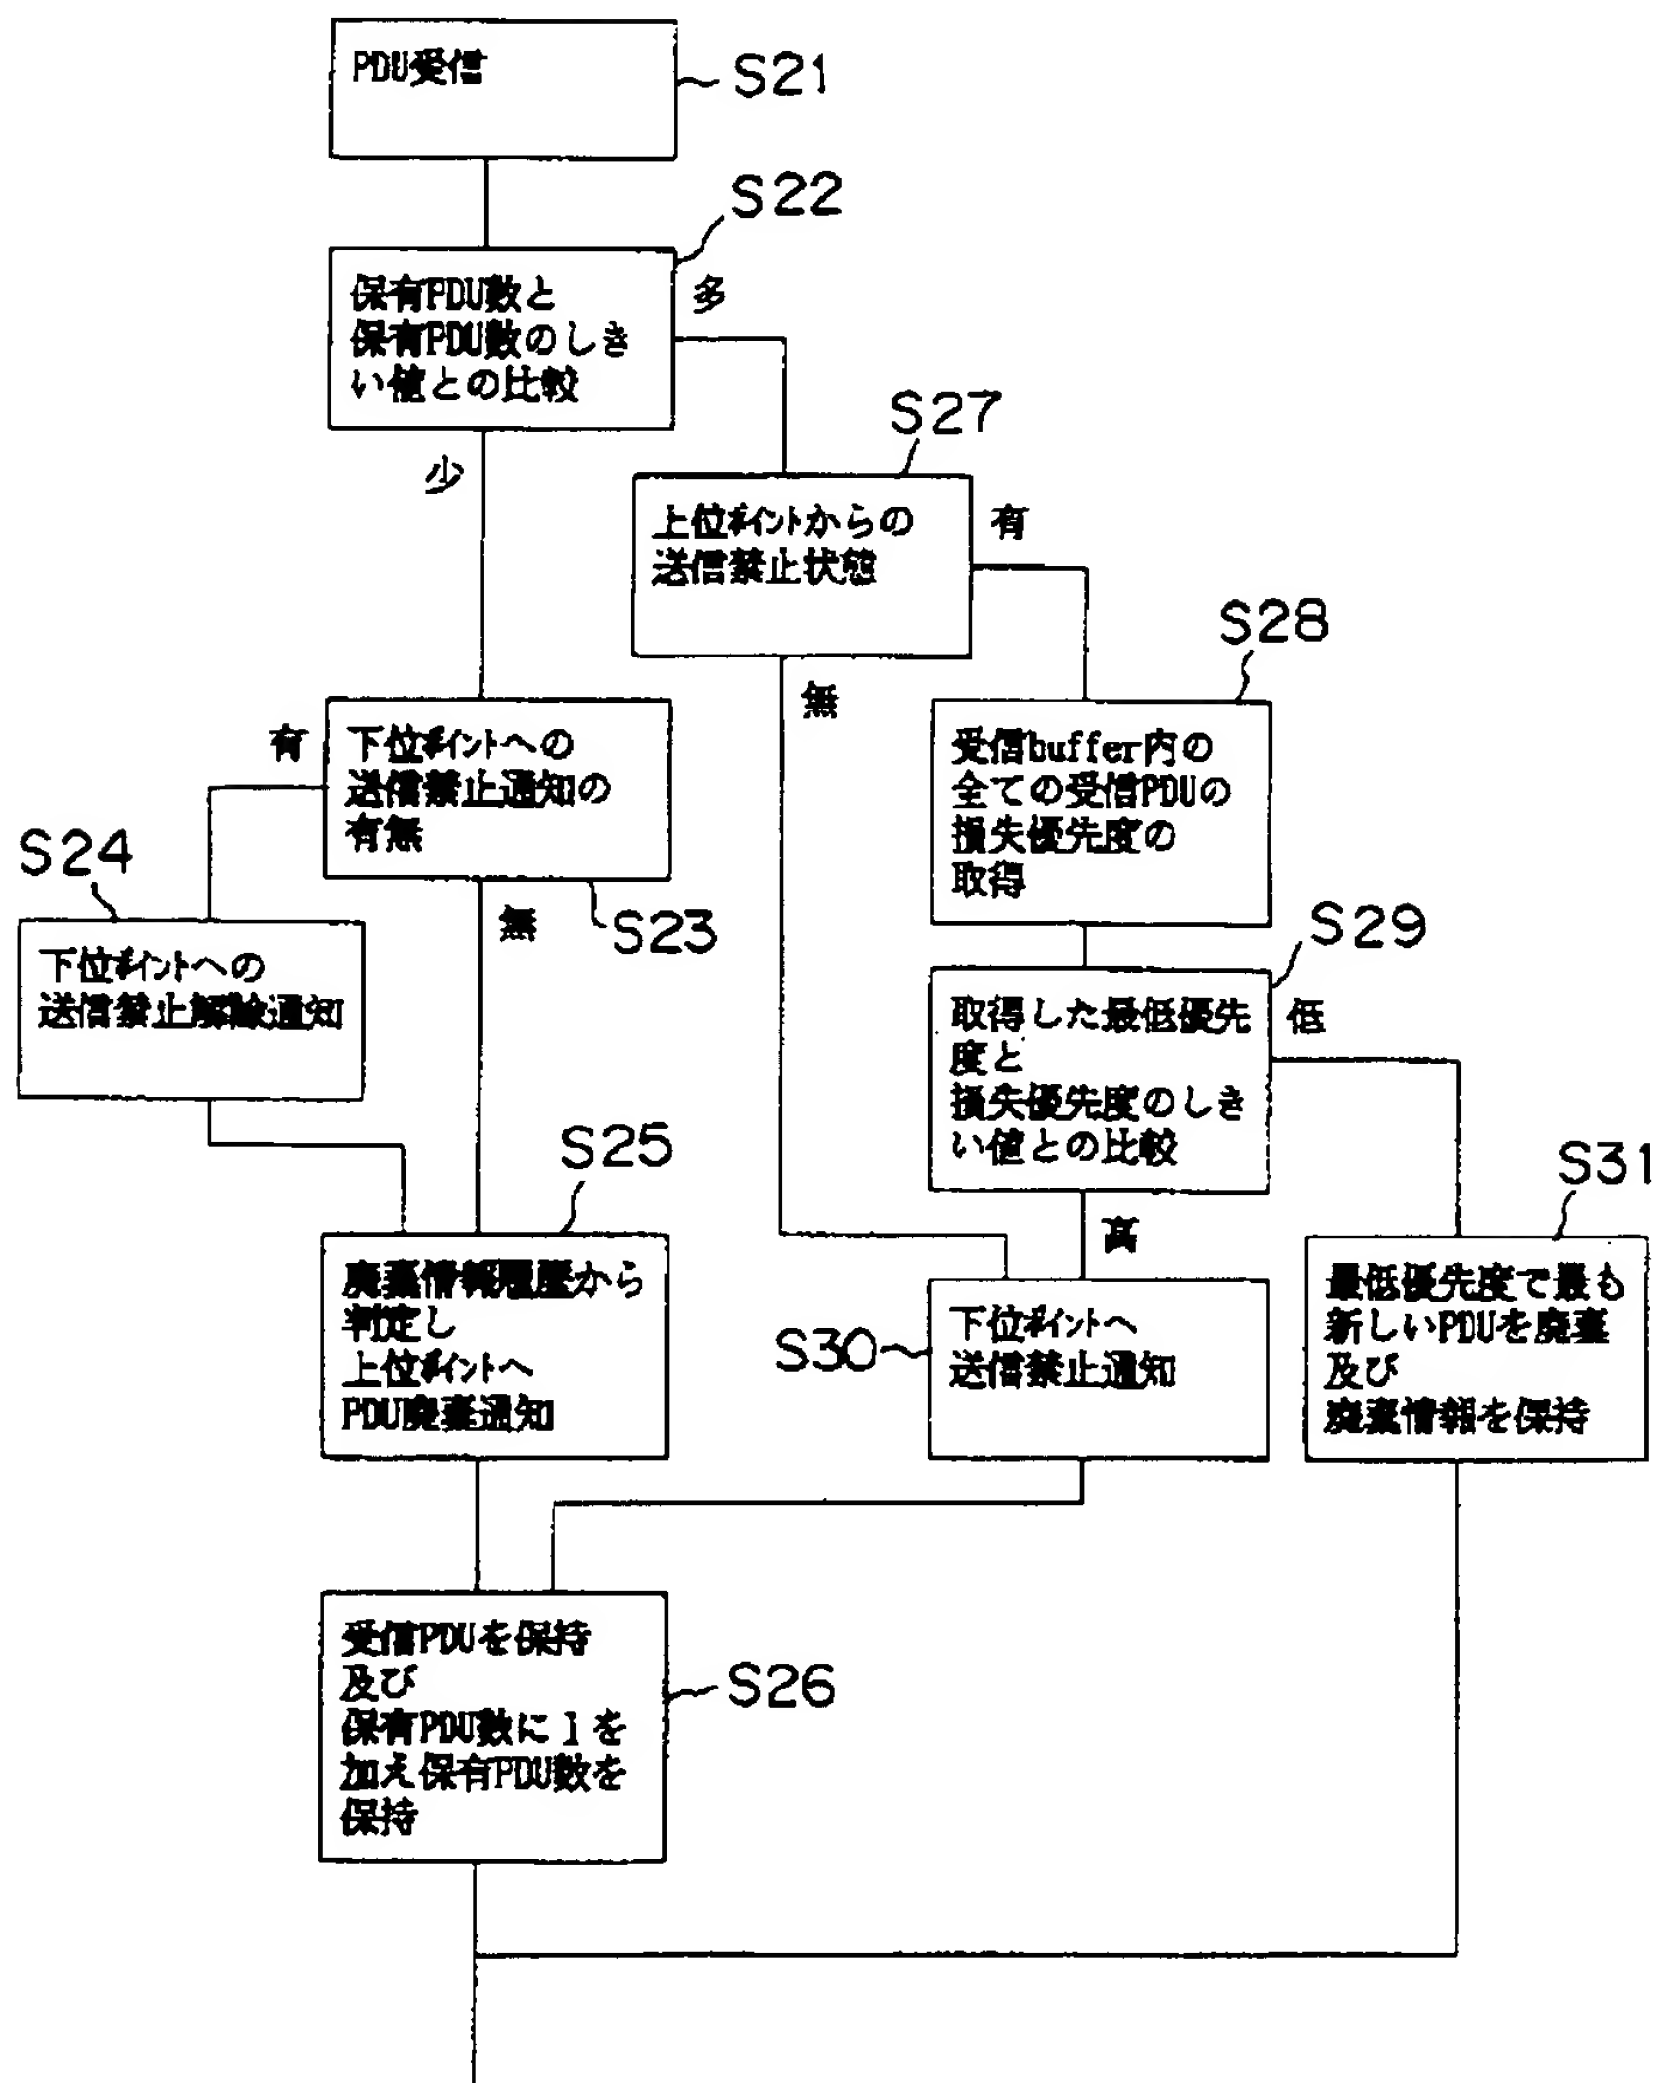 PDU受信
S21
S22
保有PDU数と
保有PDU数のしき
い値との比較
多
少
S27
上位ﾎﾟｲﾝﾄからの
送信禁止状態
有
無
S28
受信buffer内の
全ての受信PDUの
損失優先度の
取得
有
下位ﾎﾟｲﾝﾄへの
送信禁止通知の
有無
S23
無
S24
下位ﾎﾟｲﾝﾄへの
送信禁止解除通知
S29
取得した最低優先
度と
損失優先度のしき
い値との比較
低
高
S25
廃棄情報履歴から
判定し
上位ﾎﾟｲﾝﾄへ
PDU廃棄通知
S30
下位ﾎﾟｲﾝﾄへ
送信禁止通知
S31
最低優先度で最も
新しいPDUを廃棄
及び
廃棄情報を保持
受信PDUを保持
及び
保有PDU数に1を
加え保有PDU数を
保持
S26